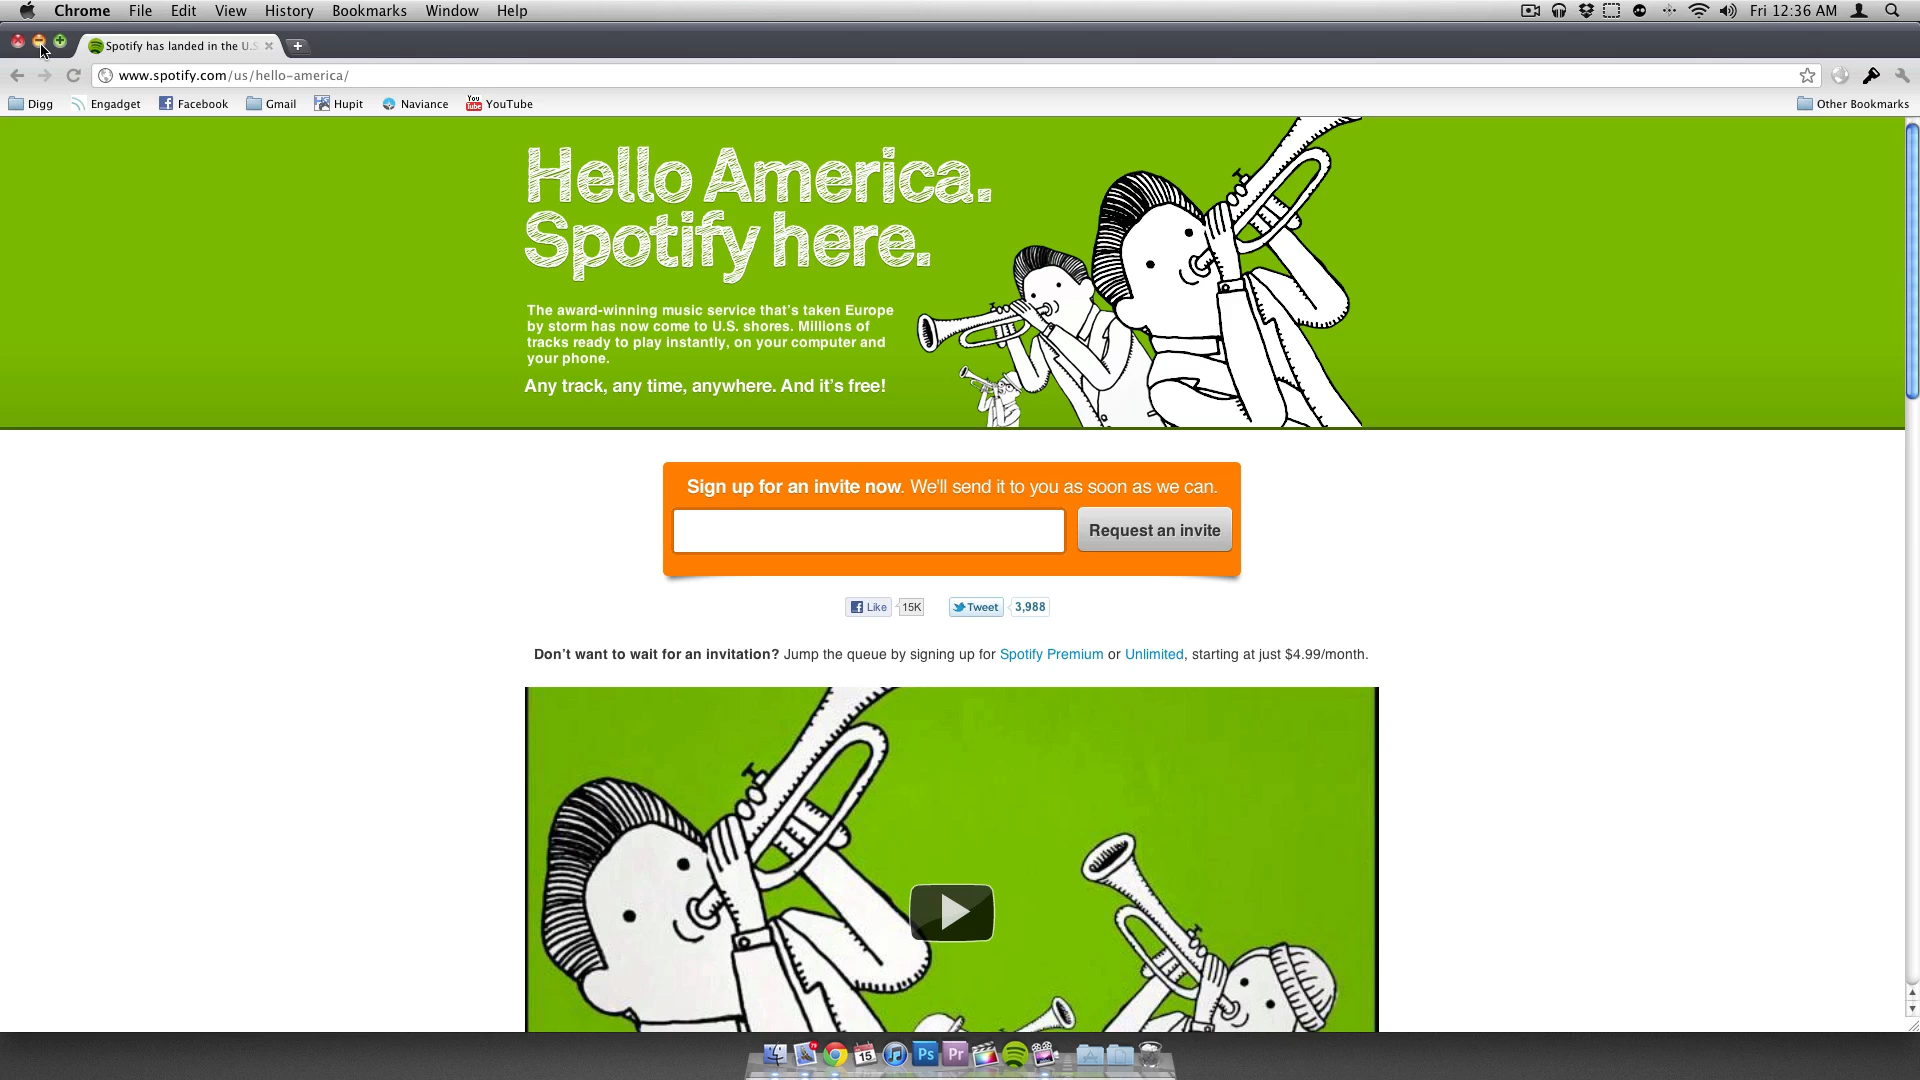 Chrome File Edit View History Bookmarks Window Help Fri 12:36 AM
Spotify has landed in the U.S
www.spotify.com/us/hello-america/
Digg Engadget Facebook Gmail Hupit Naviance YouTube Other Bookmarks
Hello America.
Spotify here.
The award-winning music service that's taken Europe
by storm has now come to U.S. shores. Millions of
tracks ready to play instantly, on your computer and
your phone.
Any track, any time, anywhere. And it's free!
Sign up for an invite now. We'll send it to you as soon as we can.
Request an invite
Like 15K Tweet 3,988
Don't want to wait for an invitation? Jump the queue by signing up for Spotify Premium or Unlimited, starting at just $4.99/month.
15 Ps Pr